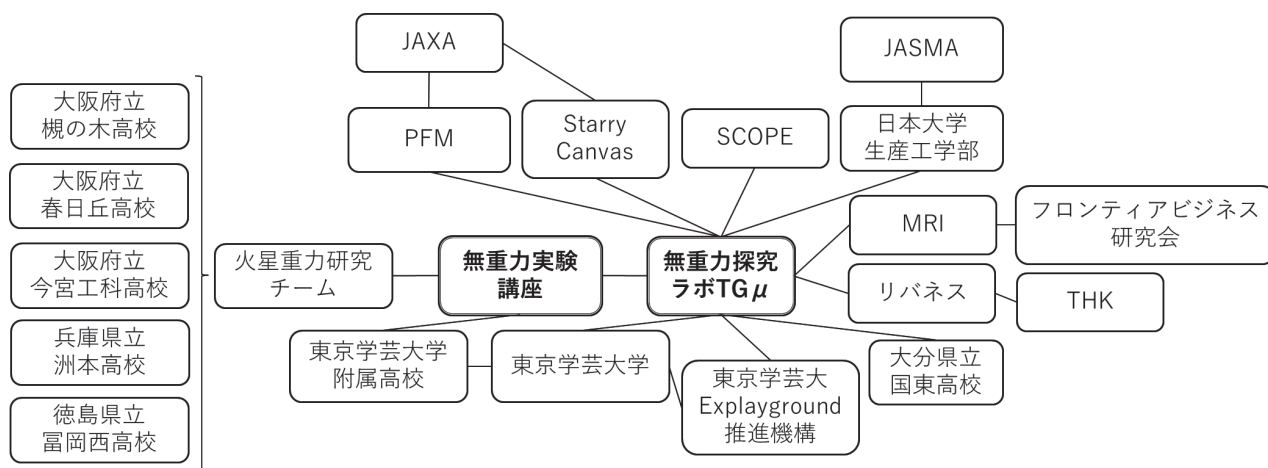 JAXA
JASMA
大阪府立
槻の木高校
PFM
Starry
Canvas
SCOPE
日本大学
生産工学部
大阪府立
春日丘高校
MRI
フロンティアビジネス
研究会
大阪府立
今宮工科高校
火星重力研究
チーム
無重力実験
講座
無重力探究
ラボTGμ
リバネス
THK
兵庫県立
洲本高校
東京学芸大学
附属高校
東京学芸大学
東京学芸大
Explayground
推進機構
大分県立
国東高校
徳島県立
冨岡西高校